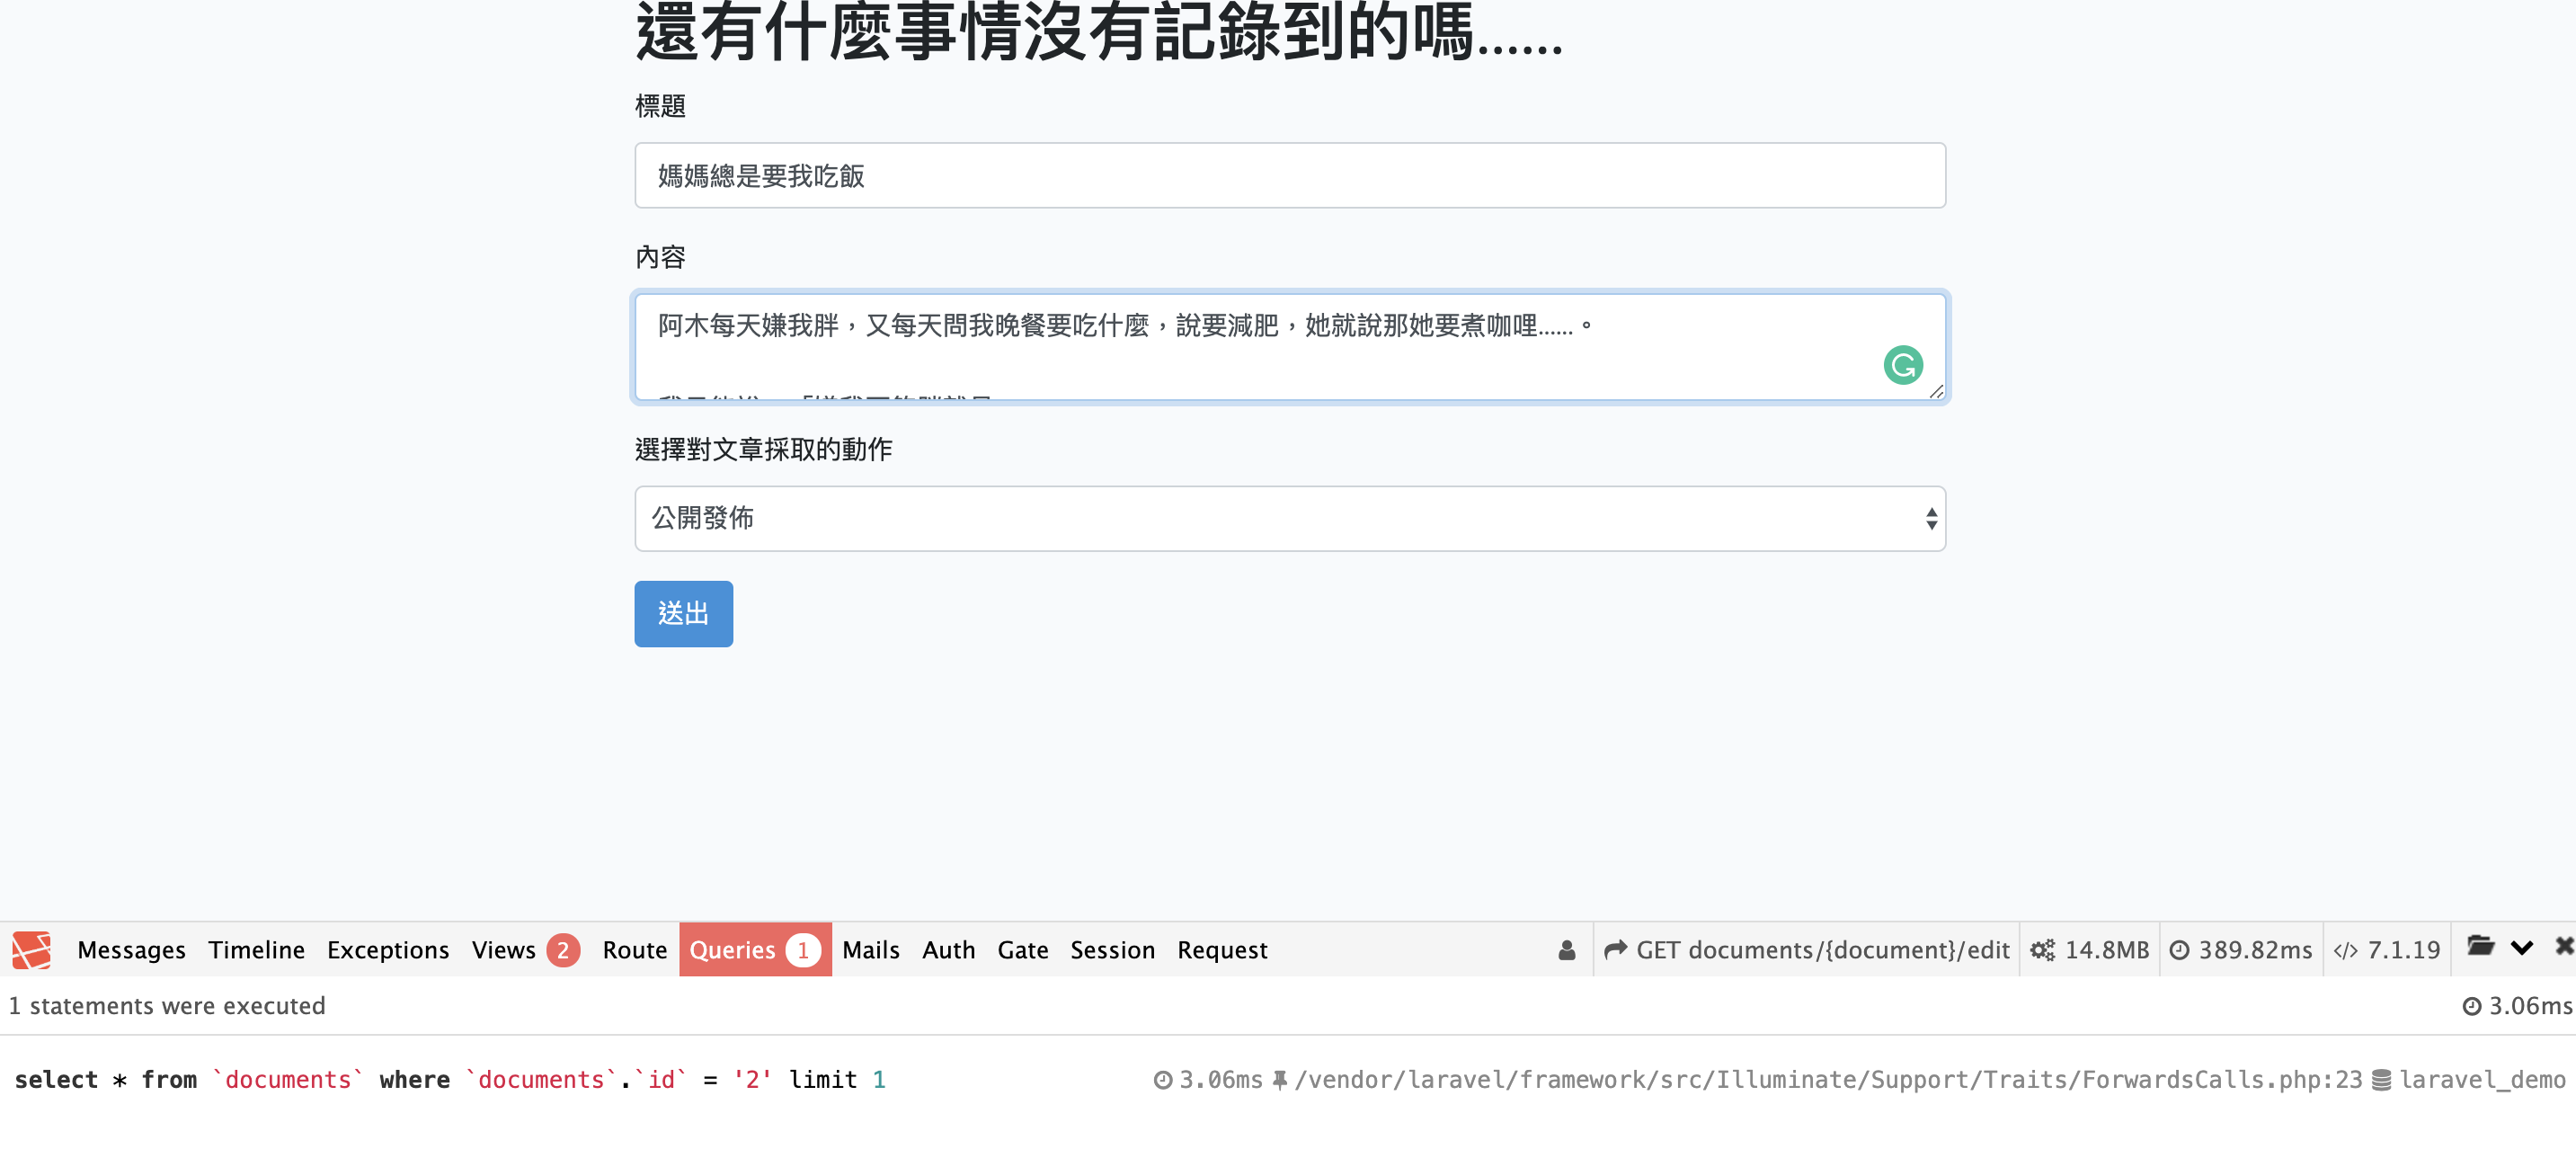 還有什麼事情沒有記錄到的嗎......
標題
媽媽總是要我吃飯
內容
阿木每天嫌我胖，又每天問我晚餐要吃什麼，說要減肥，她就說那她要煮咖哩......。
選擇對文章採取的動作
公開發佈
送出
Messages Timeline Exceptions Views 2 Route Queries 1 Mails Auth Gate Session Request GET documents/{document}/edit 14.8MB 389.82ms 7.1.19
1 statements were executed 3.06ms
select * from `documents` where `documents`.`id` = '2' limit 1 3.06ms /vendor/laravel/framework/src/Illuminate/Support/Traits/ForwardsCalls.php:23 laravel_demo